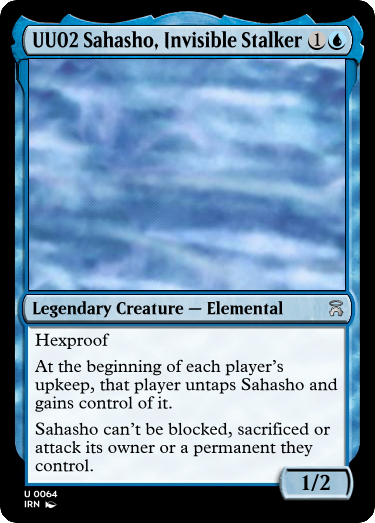 UU02 Sahasho, Invisible Stalker 1
Legendary Creature — Elemental
Hexproof
At the beginning of each player's
upkeep, that player untaps Sahasho and
gains control of it.
Sahasho can't be blocked, sacrificed or
attack its owner or a permanent they
control.
1/2
U 0064
IRN